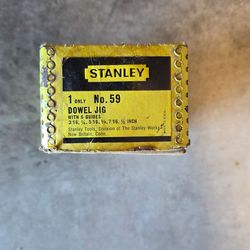 STANLEY
1 ONLY No. 59
DOWEL JIG
WITH 6 GUIDES
3/16, ¼, 5/16, ⅜, 7/16, ½ INCH
Stanley Tools, Division of The Stanley Works
New Britain, Conn.